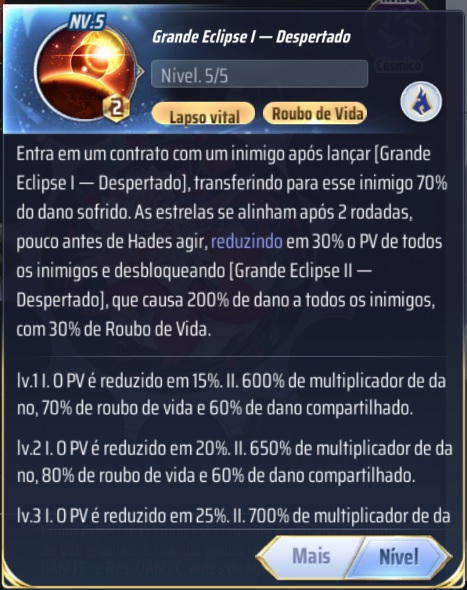 NV.5
Grande Eclipse I — Despertado
Nível. 5/5
2
Lapso vital
Roubo de Vida
Cósmico
Entra em um contrato com um inimigo após lançar [Grande
Eclipse I — Despertado], transferindo para esse inimigo 70%
do dano sofrido. As estrelas se alinham após 2 rodadas,
pouco antes de Hades agir, reduzindo em 30% o PV de todos
os inimigos e desbloqueando [Grande Eclipse II —
Despertado], que causa 200% de dano a todos os inimigos,
com 30% de Roubo de Vida.
lv.1 I. O PV é reduzido em 15%. II. 600% de multiplicador de da
no, 70% de roubo de vida e 60% de dano compartilhado.
lv.2 I. O PV é reduzido em 20%. II. 650% de multiplicador de da
no, 80% de roubo de vida e 60% de dano compartilhado.
lv.3 I. O PV é reduzido em 25%. II. 700% de multiplicador de da
Mais
Nível